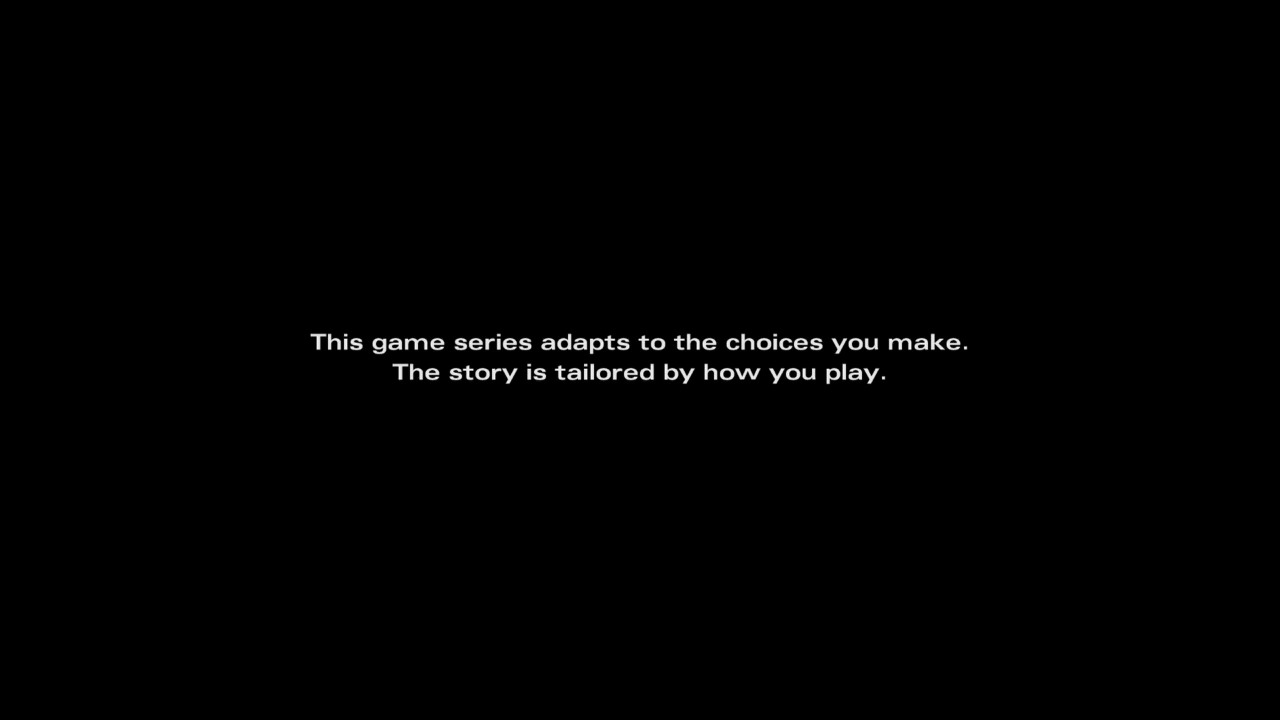 This game series adapts to the choices you make.
The story is tailored by how you play.